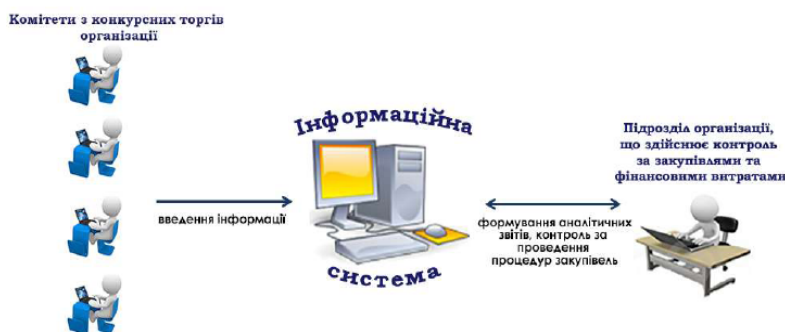 Комітети з конкурсних торгів
організації
Інформаційна
система
введення інформації
формування аналітичних
звітів, контроль за
проведення
процедур закупівель
Підрозділ організації,
що здійснює контроль
за закупівлями та
фінансовими витратами